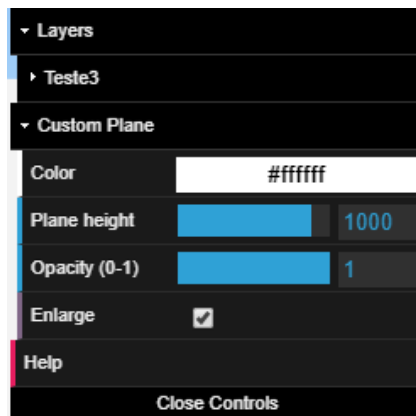 Layers
Teste3
Custom Plane
Color #ffffff
Plane height 1000
Opacity (0-1) 1
Enlarge
Help
Close Controls